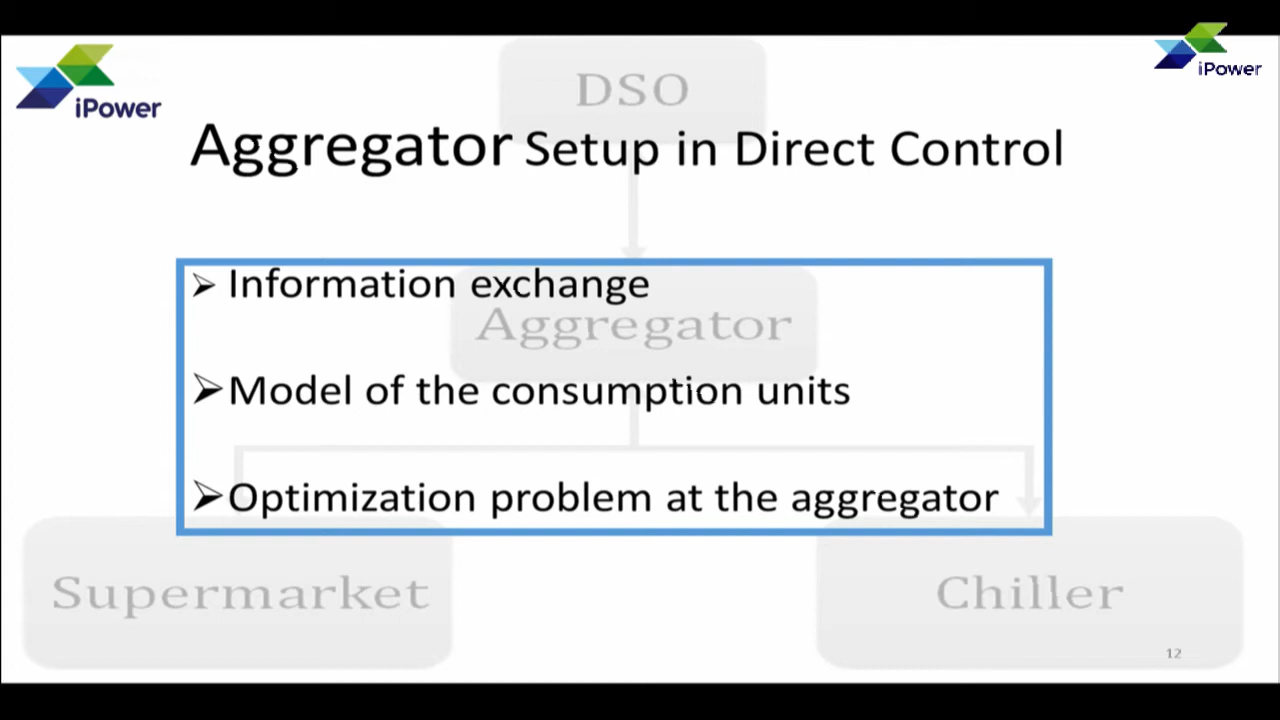 iPower
iPower
DSO
Aggregator Setup in Direct Control
➢ Information exchange
Aggregator
➢Model of the consumption units
➢Optimization problem at the aggregator
Supermarket
Chiller
12